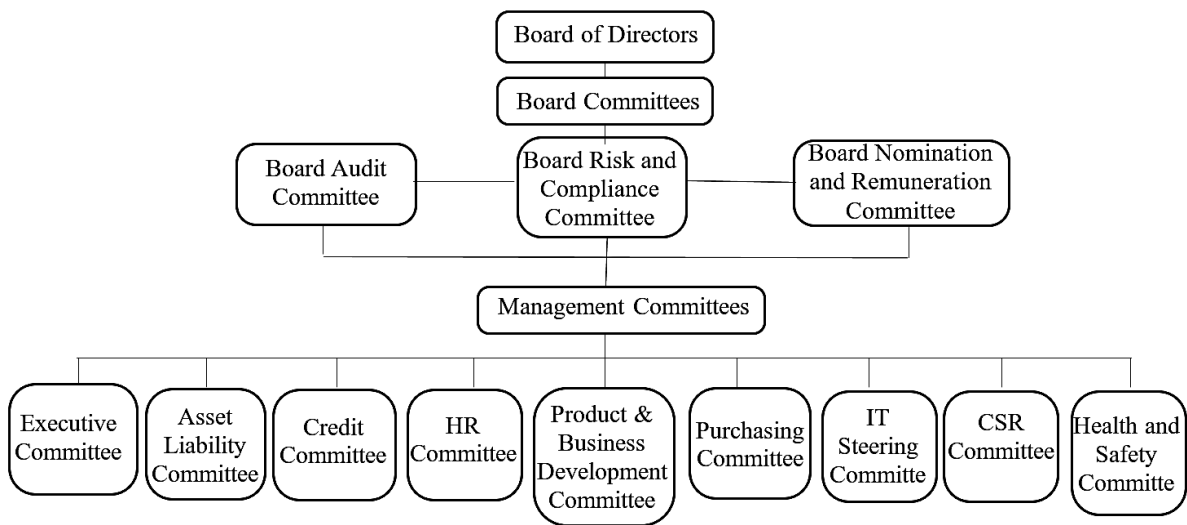 Board of Directors
Board Committees
Board Audit
Committee
Board Risk and
Compliance
Committee
Board Nomination
and Remuneration
Committee
Management Committees
Executive
Committee
Asset
Liability
Committee
Credit
Committee
HR
Committee
Product &
Business
Development
Committee
Purchasing
Committee
IT
Steering
Committe
CSR
Committee
Health and
Safety
Committe